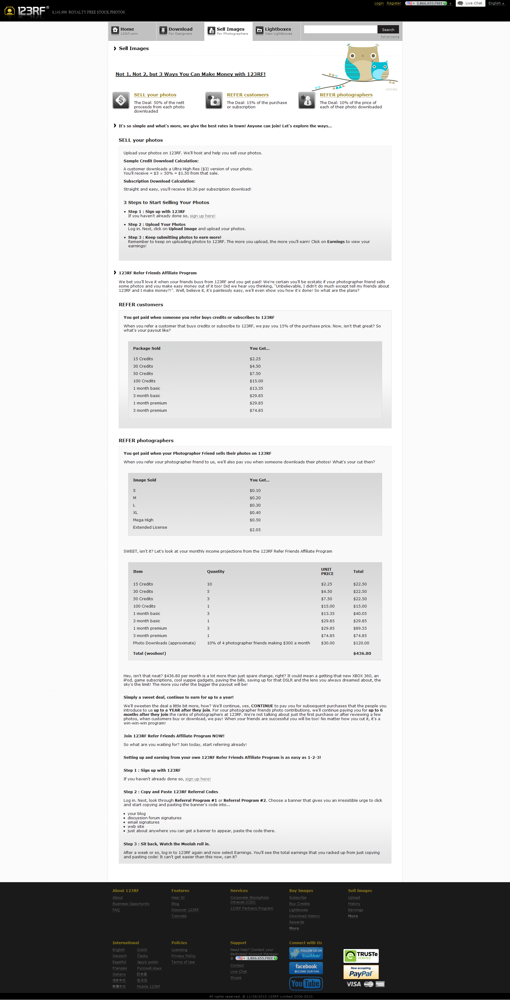 Login Register 1.866.655.FREE Live Chat English
123RF® 8,143,996 ROYALTY FREE STOCK PHOTOS
Home Download Sell Images Lightboxes Search
123rf.com For Designers For Photographers View Lightboxes
Advanced
Sell Images
Not 1, Not 2, but 3 Ways You Can Make Money with 123RF!
6747450
SELL your photos
The Deal: 50% of the nett
proceeds from each photo
downloaded
REFER customers
The Deal: 15% of the purchase
or subscription
REFER photographers
The Deal: 10% of the price of
each of their photo downloaded
It's so simple and what's more, we give the best rates in town! Anyone can join! Let's explore the ways...
SELL your photos
Upload your photos on 123RF. We'll host and help you sell your photos.
Sample Credit Download Calculation:
A customer downloads a Ultra High Res ($3) version of your photo.
You'll receive = $3 × 50% = $1.50 from that sale.
Subscription Download Calculation:
Straight and easy, you'll receive $0.36 per subscription download!
3 Steps to Start Selling Your Photos
• Step 1 : Sign up with 123RF
If you haven't already done so, sign up here!
• Step 2 : Upload Your Photos
Log in. Next, click on Upload Image and upload your photos.
• Step 3 : Keep submitting photos to earn more!
Remember to keep on uploading photos to 123RF. The more you upload, the more you'll earn! Click on Earnings to view your
earnings!
123RF Refer Friends Affiliate Program
We bet you'll love it when your friends buys from 123RF and you get paid! We're certain you'll be ecstatic if your photographer friend sells
some photos and you make easy money out of it too! Did we hear you thinking, "Unbelievable, I didn't do much except tell my friends about
123RF and I make money?!". Well, believe it, it's painlessly easy, we'll even show you how it's done! So what are the plans?
REFER customers
You get paid when someone you refer buys credits or subscribes to 123RF
When you refer a customer that buys credits or subscribe to 123RF, we pay you 15% of the purchase price. Now, isn't that great? So
what's your payout like?
Package Sold You Get...
15 Credits $2.25
30 Credits $4.50
50 Credits $7.50
100 Credits $15.00
1 month basic $13.35
3 month basic $29.85
1 month premium $29.85
3 month premium $74.85
REFER photographers
You get paid when your Photographer Friend sells their photos on 123RF
When you refer your photographer friend to us, we'll also pay you when someone downloads their photos! What's your cut then?
Image Sold You Get...
S $0.10
M $0.20
L $0.30
XL $0.40
Mega High $0.50
Extended License $2.05
SWEET, isn't it? Let's look at your monthly income projections from the 123RF Refer Friends Affiliate Program
Item Quantity UNIT PRICE Total
15 Credits 10 $2.25 $22.50
30 Credits 5 $4.50 $22.50
50 Credits 3 $7.50 $22.50
100 Credits 1 $15.00 $15.00
1 month basic 3 $13.35 $40.05
3 month basic 1 $29.85 $29.85
1 month premium 3 $29.85 $89.55
3 month premium 1 $74.85 $74.85
Photo Downloads (approximate) 10% of 4 photographer friends making $300 a month $30.00 $120.00
Total (woohoo!) $436.80
Hey, isn't that neat? $436.80 per month is a lot more than just spare change, right? It could mean a getting that new XBOX 360, an
iPod, game subscriptions, cool yuppie gadgets, paying the bills, saving up for that DSLR and the lens you always dreamed about, the
sky's the limit! The more you refer the bigger the payout will be!
Simply a sweet deal, continue to earn for up to a year!
We'll sweeten the deal a little bit more, how? We'll continue, yes, CONTINUE to pay you for subsequent purchases that the people you
introduce to us up to a YEAR after they join. For your photographer friends photo contributions, we'll continue paying you for up to 6
months after they join the ranks of photographers at 123RF. We're not talking about just the first purchase or after reviewing a few
photos, when customers buy or download, we pay! When your friends are successful you will be too! No matter how you cut it, it's a
win-win-win program!
Join 123RF Refer Friends Affiliate Program NOW!
So what are you waiting for? Join today, start referring already!
Setting up and earning from your own 123RF Refer Friends Affiliate Program is as easy as 1-2-3!
Step 1 : Sign up with 123RF
If you haven't already done so, sign up here!
Step 2 : Copy and Paste 123RF Referral Codes
Log in. Next, look through Referral Program #1 or Referral Program #2. Choose a banner that gives you an irresistible urge to click
and start copying and pasting the banner's code into...
• your blog
• discussion forum signatures
• email signatures
• web site
• just about anywhere you can get a banner to appear, paste the code there.
Step 3 : Sit back, Watch the Moolah roll in.
After a week or so, log in to 123RF again and now select Earnings. You'll see the total earnings that you racked up from just copying
and pasting code! It can't get easier than this now, can it?
About 123RF
About
Business Opportunity
FAQ
Features
Hear It!
Blog
Discover 123RF
Tutorials
Services
Corporate Stockphoto
Intranet (CSI)
123RF Partners Program
Buy Images
Subscribe
Buy Credits
Lightboxes
Download History
Rewards
More
Sell Images
Upload
History
Earnings
More
International
English Dutch
Deutsch Česky
Español Język polski
Français Русский язык
Italiano 日本語
简体中文 한국어
繁體中文 Mobile 123RF
Policies
Licensing
Privacy Policy
Terms of Use
Support
Need help? Contact your
dedicated Account Manager
@ 1.866.655.FREE
Contact
Live Chat
Skype
Connect with Us
FOLLOW US ON
twitter
facebook
BECOME OUR FAN
YouTube
TRUSTe
VERIFIED
Now accepting
PayPal
VISA MasterCard
All rights reserved. © 11/26/2010 123RF Limited 2006-2010.